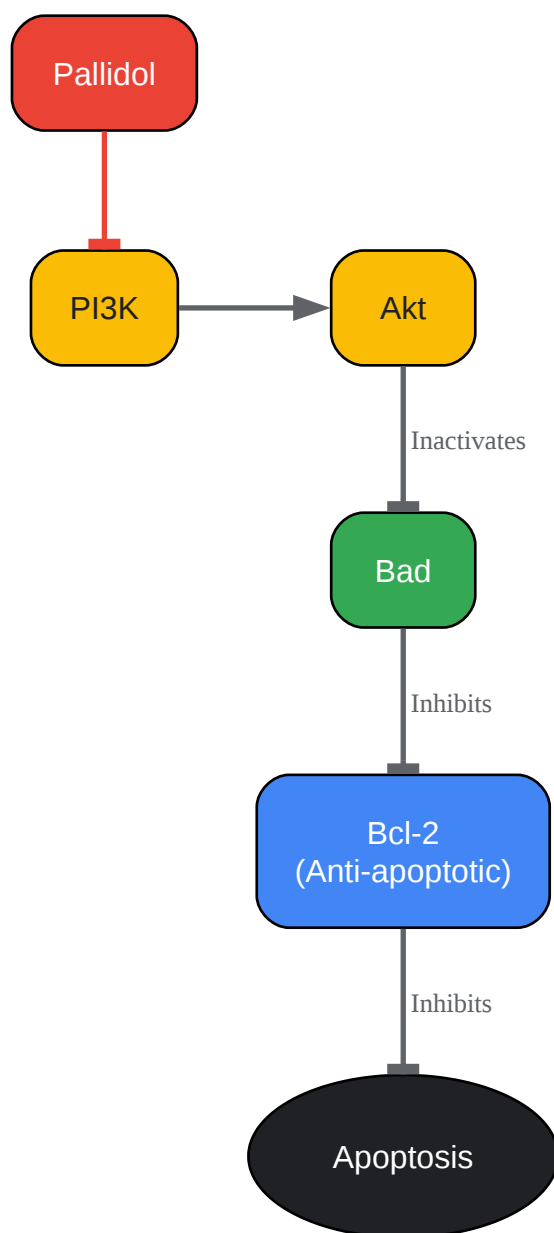 Pallidol
PI3K
Akt
Inactivates
Bad
Inhibits
Bcl-2
(Anti-apoptotic)
Inhibits
Apoptosis